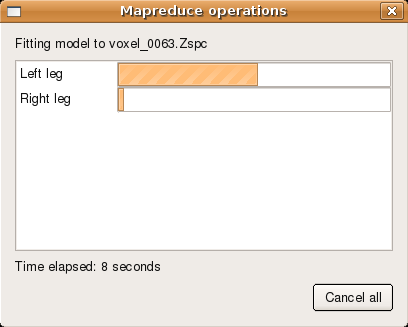 Mapreduce operations
Fitting model to voxel_0063.Zspc
Left leg
Right leg
Time elapsed: 8 seconds
Cancel all